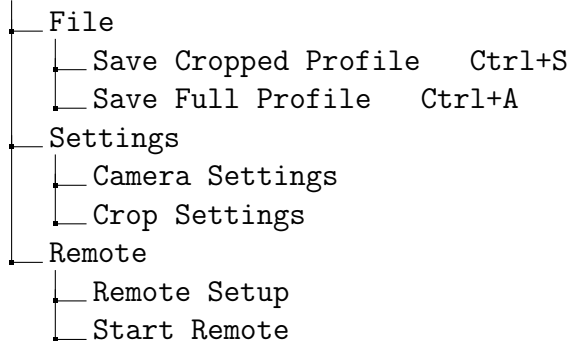 File
Save Cropped Profile Ctrl+S
Save Full Profile Ctrl+A
Settings
Camera Settings
Crop Settings
Remote
Remote Setup
Start Remote